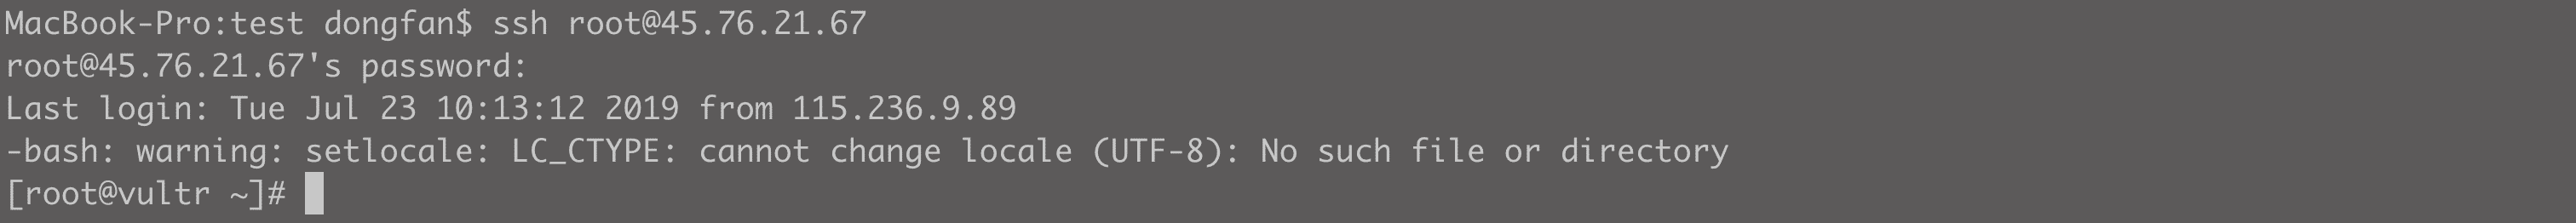 MacBook-Pro:test dongfan$ ssh root@45.76.21.67
root@45.76.21.67's password:
Last login: Tue Jul 23 10:13:12 2019 from 115.236.9.89
-bash: warning: setlocale: LC_CTYPE: cannot change locale (UTF-8): No such file or directory
[root@vultr ~]#